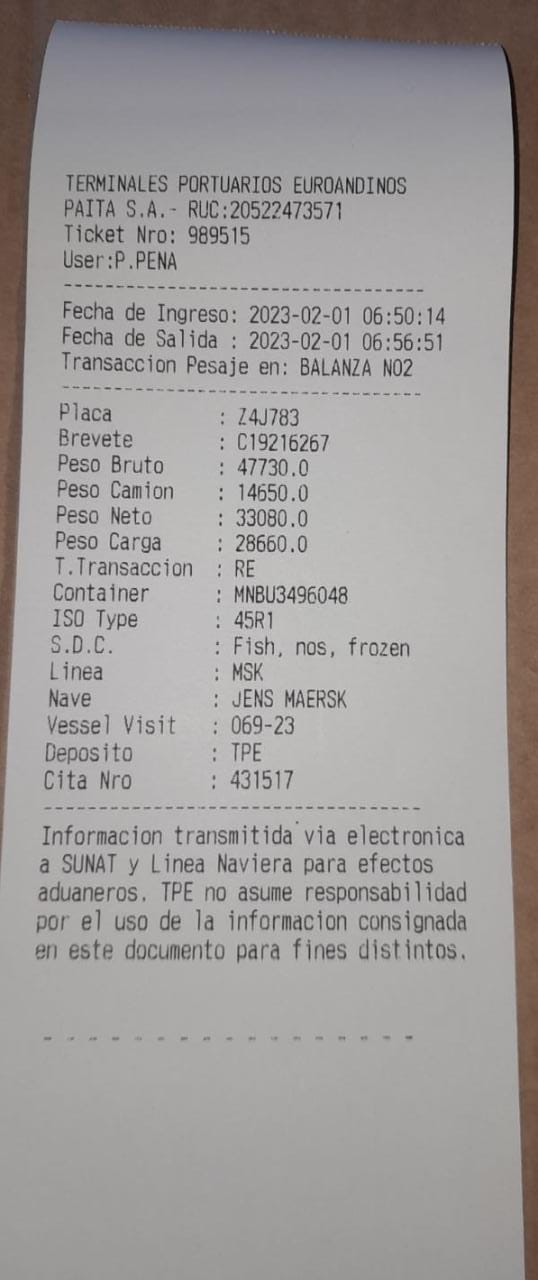 TERMINALES PORTUARIOS EUROANDINOS
PAITA S.A.- RUC:20522473571
Ticket Nro: 989515
User:P.PENA
--------------------------------
Fecha de Ingreso: 2023-02-01 06:50:14
Fecha de Salida : 2023-02-01 06:56:51
Transaccion Pesaje en: BALANZA NO2
--------------------------------
Placa : Z4J783
Brevete : C19216267
Peso Bruto : 47730.0
Peso Camion : 14650.0
Peso Neto : 33080.0
Peso Carga : 28660.0
T.Transaccion : RE
Container : MNBU3496048
ISO Type : 45R1
S.D.C. : Fish, nos, frozen
Linea : MSK
Nave : JENS MAERSK
Vessel Visit : 069-23
Deposito : TPE
Cita Nro : 431517
--------------------------------
Informacion transmitida via electronica
a SUNAT y Linea Naviera para efectos
aduaneros. TPE no asume responsabilidad
por el uso de la informacion consignada
en este documento para fines distintos.
- - - - - - - - - - - - - - - -